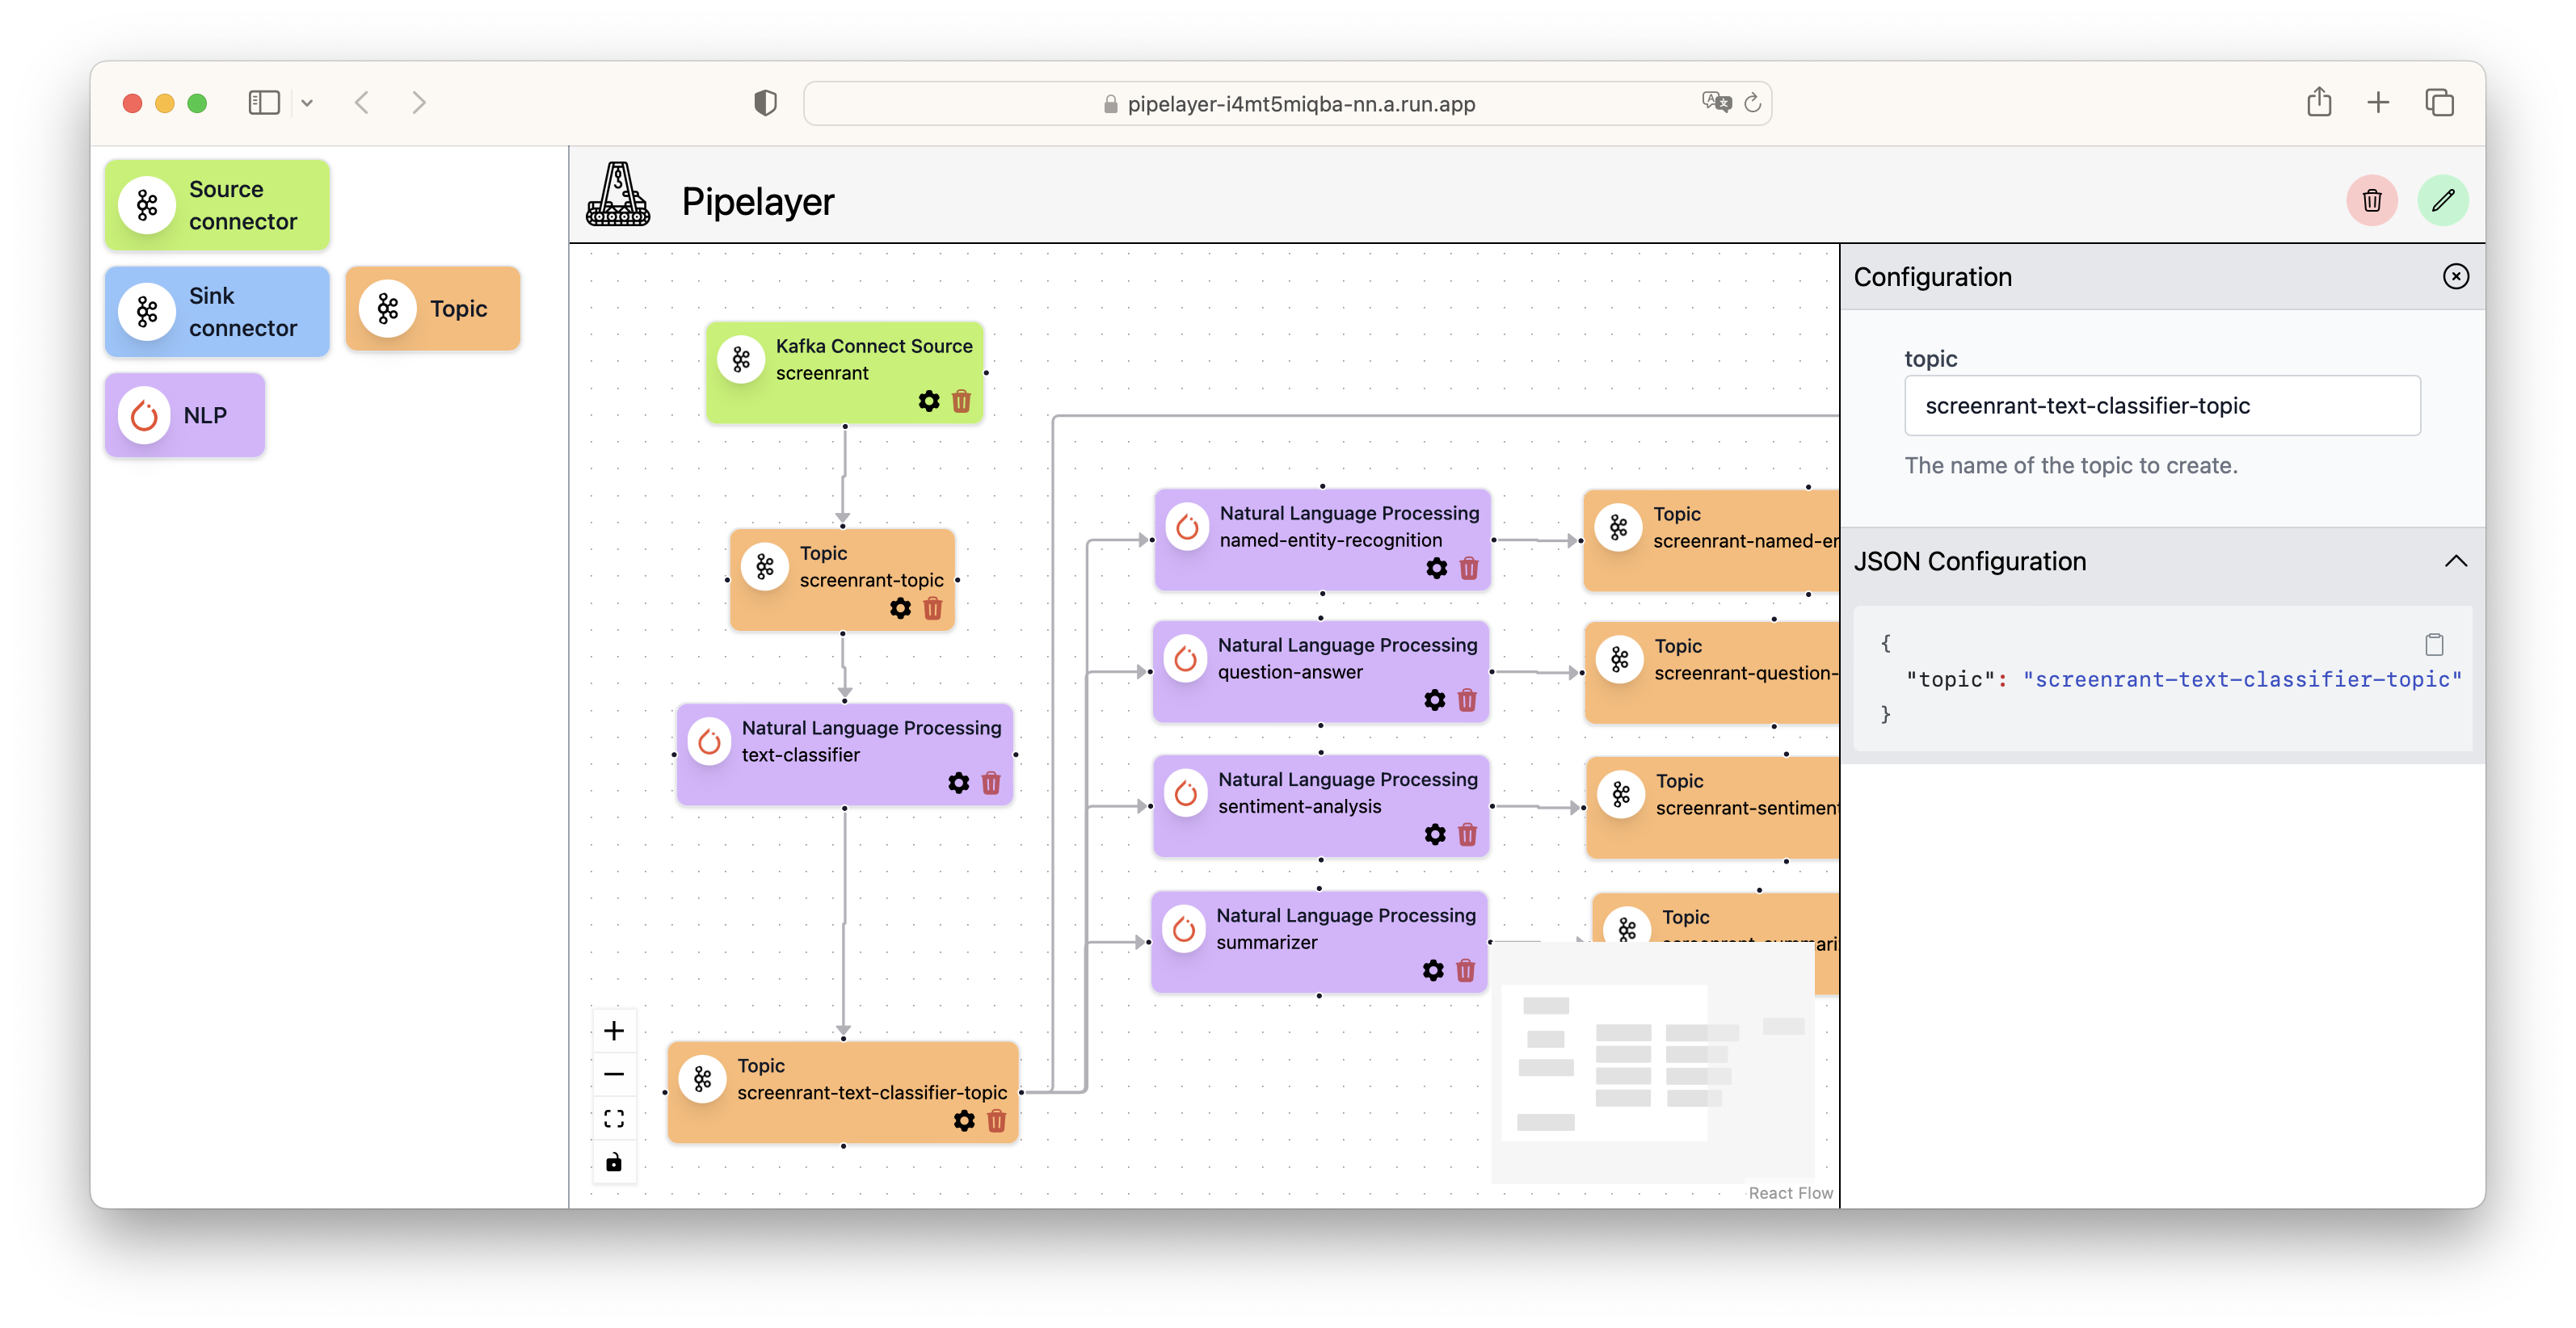 pipelayer-i4mt5miqba-nn.a.run.app
Source
connector
Sink
connector
Topic
NLP
Pipelayer
Kafka Connect Source
screenrant
Topic
screenrant-topic
Natural Language Processing
text-classifier
Topic
screenrant-text-classifier-topic
Natural Language Processing
named-entity-recognition
Topic
screenrant-named-er
Natural Language Processing
question-answer
Topic
screenrant-question-
Natural Language Processing
sentiment-analysis
Topic
screenrant-sentiment
Natural Language Processing
summarizer
Topic
React Flow
Configuration
topic
screenrant-text-classifier-topic
The name of the topic to create.
JSON Configuration
{
"topic": "screenrant-text-classifier-topic"
}